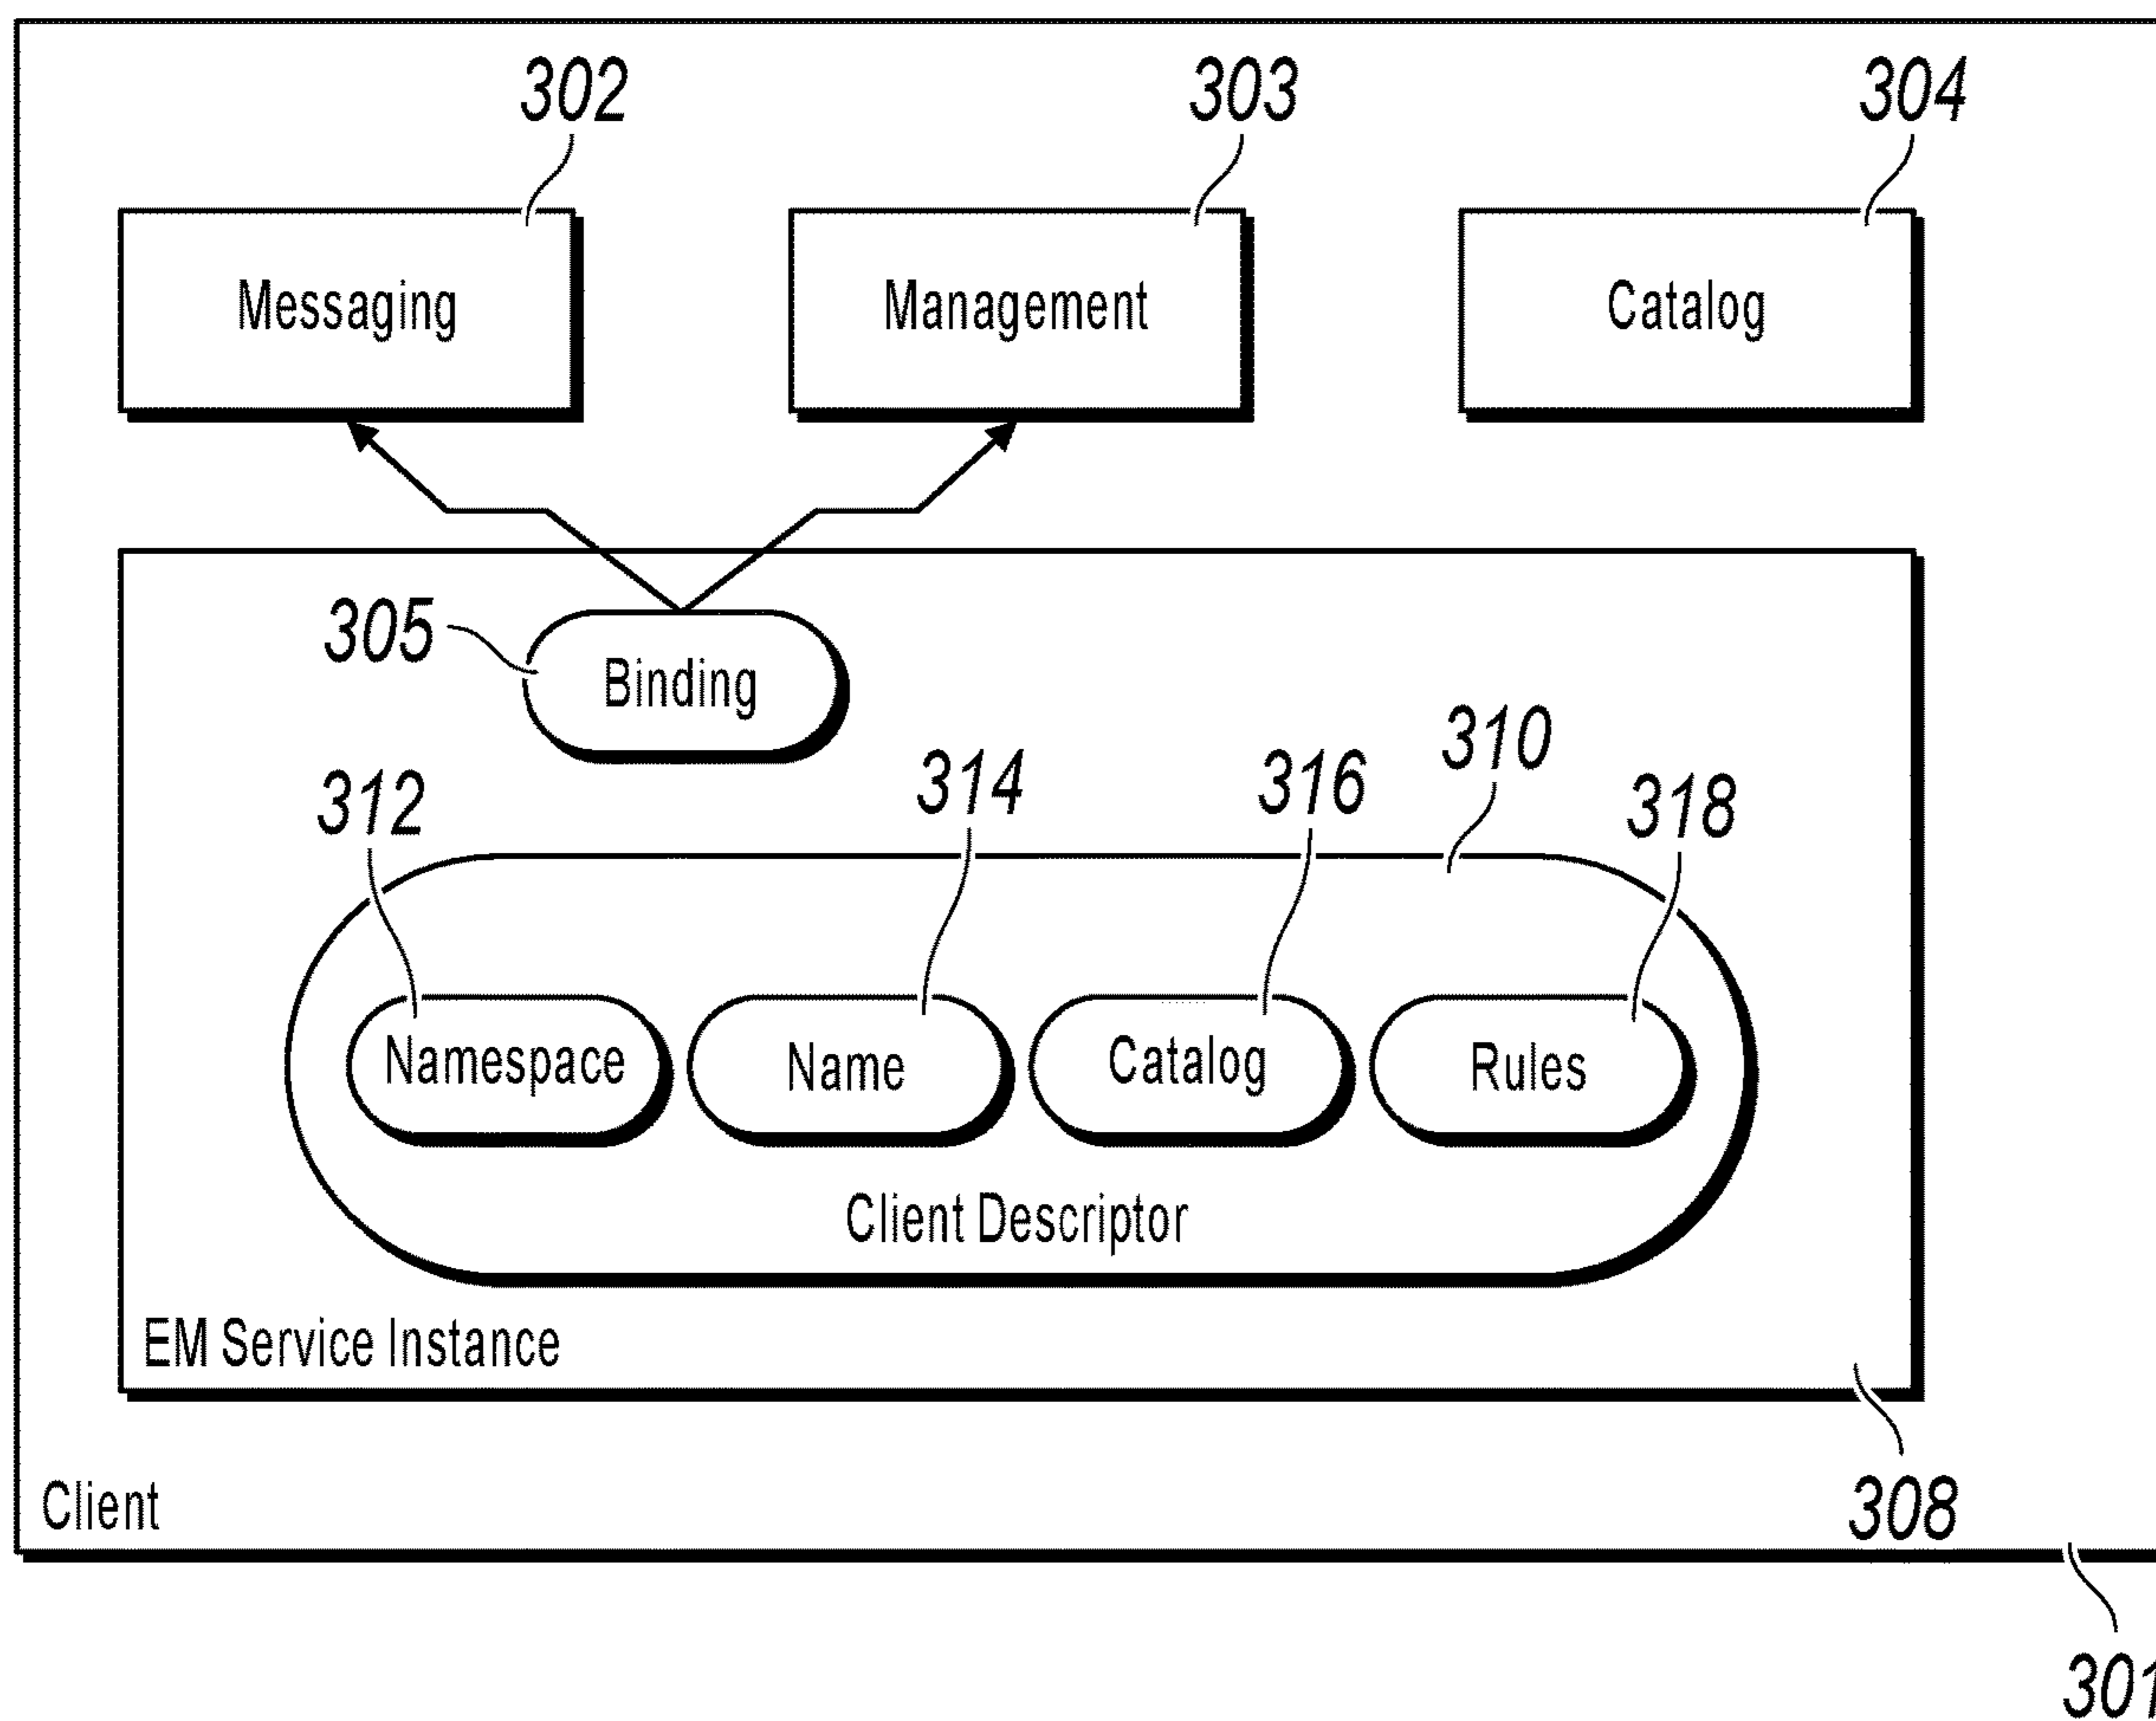 302
303
304
Messaging
Management
Catalog
305
Binding
310
312
314
316
318
Namespace
Name
Catalog
Rules
Client Descriptor
EM Service Instance
Client
308
301